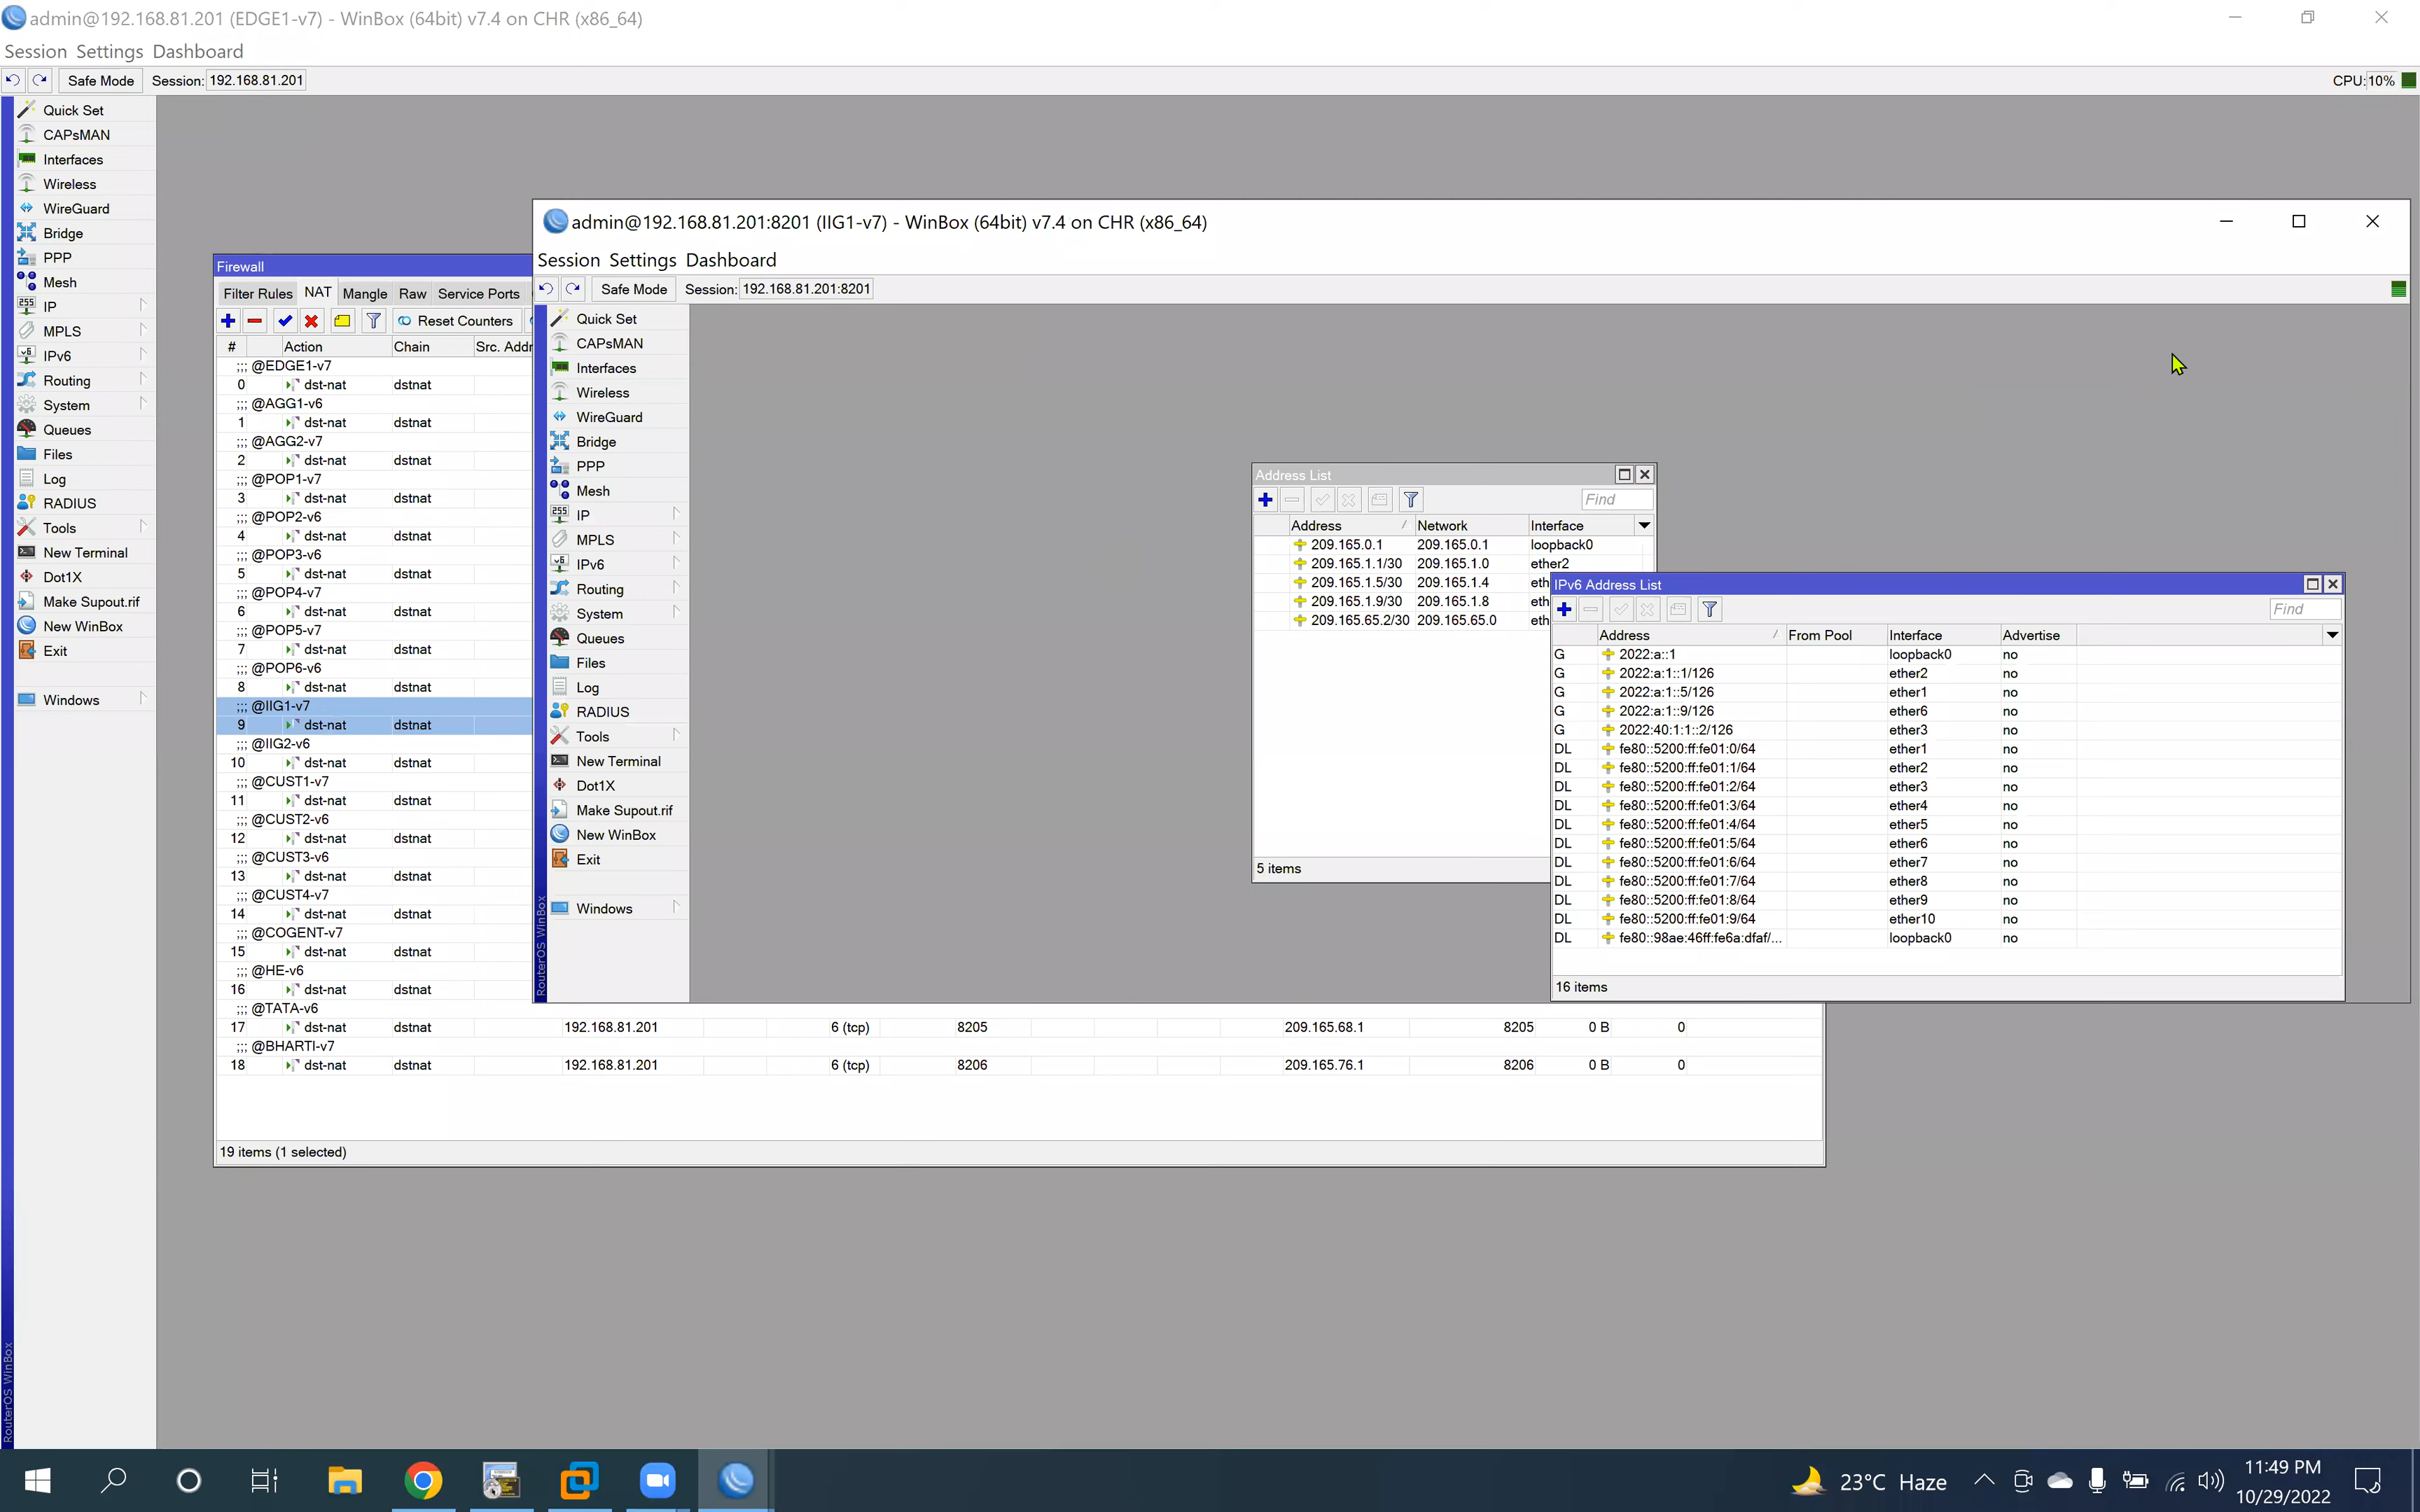 admin@192.168.81.201 (EDGE1-v7) - WinBox (64bit) v7.4 on CHR (x86_64)
Session Settings Dashboard
Safe Mode Session: 192.168.81.201 CPU: 10%
Quick Set
CAPsMAN
Interfaces
Wireless
WireGuard
Bridge
PPP
Mesh
IP
MPLS
IPv6
Routing
System
Queues
Files
Log
RADIUS
Tools
New Terminal
Dot1X
Make Supout.rif
New WinBox
Exit
Windows
RouterOS WinBox
Firewall
Filter Rules NAT Mangle Raw Service Ports
Reset Counters
# Action Chain Src. Addr
;;; @EDGE1-v7
0 dst-nat dstnat
;;; @AGG1-v6
1 dst-nat dstnat
;;; @AGG2-v7
2 dst-nat dstnat
;;; @POP1-v7
3 dst-nat dstnat
;;; @POP2-v6
4 dst-nat dstnat
;;; @POP3-v6
5 dst-nat dstnat
;;; @POP4-v7
6 dst-nat dstnat
;;; @POP5-v7
7 dst-nat dstnat
;;; @POP6-v6
8 dst-nat dstnat
;;; @IIG1-v7
9 dst-nat dstnat
;;; @IIG2-v6
10 dst-nat dstnat
;;; @CUST1-v7
11 dst-nat dstnat
;;; @CUST2-v6
12 dst-nat dstnat
;;; @CUST3-v6
13 dst-nat dstnat
;;; @CUST4-v7
14 dst-nat dstnat
;;; @COGENT-v7
15 dst-nat dstnat
;;; @HE-v6
16 dst-nat dstnat
;;; @TATA-v6
17 dst-nat dstnat 192.168.81.201 6 (tcp) 8205 209.165.68.1 8205 0 B 0
;;; @BHARTI-v7
18 dst-nat dstnat 192.168.81.201 6 (tcp) 8206 209.165.76.1 8206 0 B 0
19 items (1 selected)
admin@192.168.81.201:8201 (IIG1-v7) - WinBox (64bit) v7.4 on CHR (x86_64)
Session Settings Dashboard
Safe Mode Session: 192.168.81.201:8201
Quick Set
CAPsMAN
Interfaces
Wireless
WireGuard
Bridge
PPP
Mesh
IP
MPLS
IPv6
Routing
System
Queues
Files
Log
RADIUS
Tools
New Terminal
Dot1X
Make Supout.rif
New WinBox
Exit
Windows
RouterOS WinBox
Address List
Find
Address Network Interface
209.165.0.1 209.165.0.1 loopback0
209.165.1.1/30 209.165.1.0 ether2
209.165.1.5/30 209.165.1.4 eth
209.165.1.9/30 209.165.1.8 eth
209.165.65.2/30 209.165.65.0 eth
5 items
IPv6 Address List
Find
Address From Pool Interface Advertise
G 2022:a::1 loopback0 no
G 2022:a:1::1/126 ether2 no
G 2022:a:1::5/126 ether1 no
G 2022:a:1::9/126 ether6 no
G 2022:40:1:1::2/126 ether3 no
DL fe80::5200:ff:fe01:0/64 ether1 no
DL fe80::5200:ff:fe01:1/64 ether2 no
DL fe80::5200:ff:fe01:2/64 ether3 no
DL fe80::5200:ff:fe01:3/64 ether4 no
DL fe80::5200:ff:fe01:4/64 ether5 no
DL fe80::5200:ff:fe01:5/64 ether6 no
DL fe80::5200:ff:fe01:6/64 ether7 no
DL fe80::5200:ff:fe01:7/64 ether8 no
DL fe80::5200:ff:fe01:8/64 ether9 no
DL fe80::5200:ff:fe01:9/64 ether10 no
DL fe80::98ae:46ff:fe6a:dfaf/... loopback0 no
16 items
23°C Haze
11:49 PM
10/29/2022